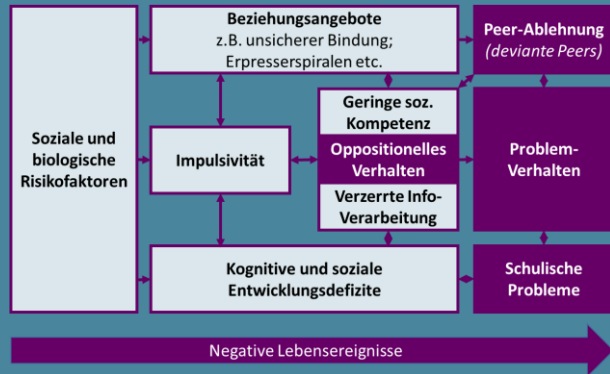 Beziehungsangebote
z.B. unsicherer Bindung;
Erpresserspiralen etc.
Peer-Ablehnung
(deviante Peers)
Soziale und
biologische
Risikofaktoren
Impulsivität
Geringe soz.
Kompetenz
Oppositionelles
Verhalten
Verzerrte Info-
Verarbeitung
Problem-
Verhalten
Kognitive und soziale
Entwicklungsdefizite
Schulische
Probleme
Negative Lebensereignisse